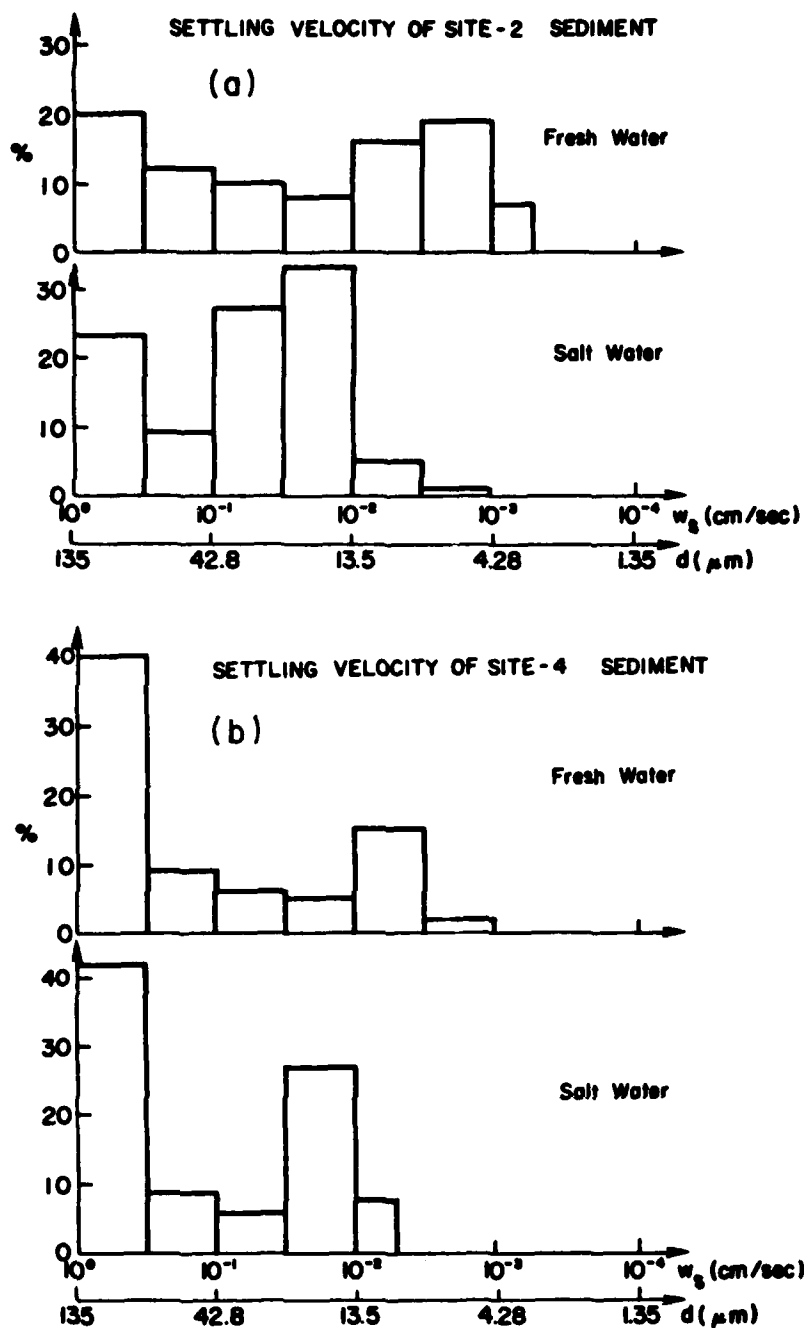 SETTLING VELOCITY OF SITE-2 SEDIMENT
(a)
30
20
%
10
0
Fresh Water
30
20
10
0
Salt Water
10⁰ 10⁻¹ 10⁻² 10⁻³ 10⁻⁴ wₛ (cm/sec)
135 42.8 13.5 4.28 1.35 d(μm)
SETTLING VELOCITY OF SITE-4 SEDIMENT
(b)
40
30
20
%
10
0
Fresh Water
40
30
20
10
0
Salt Water
10⁰ 10⁻¹ 10⁻² 10⁻³ 10⁻⁴ wₛ (cm/sec)
135 42.8 13.5 4.28 1.35 d(μm)